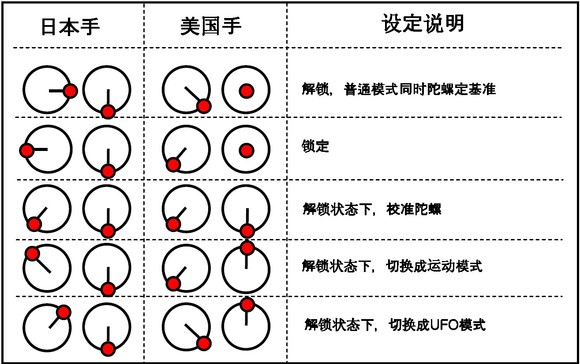 日本手 美国手 设定说明
解锁，普通模式同时陀螺定基准
锁定
解锁状态下，校准陀螺
解锁状态下，切换成运动模式
解锁状态下，切换成UFO模式